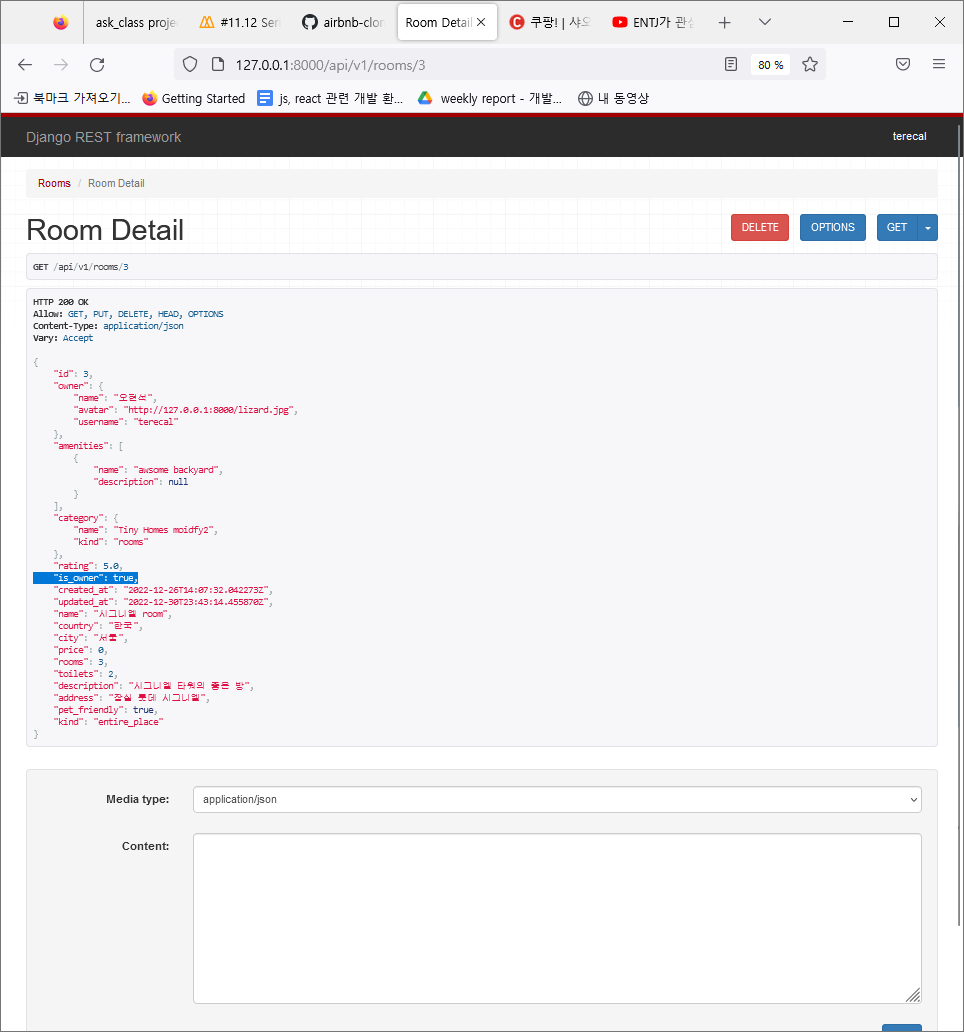 ask_class proje
#11.12 Seri
airbnb-clon
Room Detail
쿠팡! | 샤오
ENTJ가 관심
127.0.0.1:8000/api/v1/rooms/3
80 %
북마크 가져오기...
Getting Started
js, react 관련 개발 환...
weekly report - 개발...
내 동영상
Django REST framework
terecal
Rooms / Room Detail
Room Detail
DELETE
OPTIONS
GET
GET /api/v1/rooms/3
HTTP 200 OK
Allow: GET, PUT, DELETE, HEAD, OPTIONS
Content-Type: application/json
Vary: Accept
{
"id": 3,
"owner": {
"name": "오현석",
"avatar": "http://127.0.0.1:8000/lizard.jpg",
"username": "terecal"
},
"amenities": [
{
"name": "awsome backyard",
"description": null
}
],
"category": {
"name": "Tiny Homes moidfy2",
"kind": "rooms"
},
"rating": 5.0,
"is_owner": true,
"created_at": "2022-12-26T14:07:32.042273Z",
"updated_at": "2022-12-30T23:43:14.455870Z",
"name": "시그니엘 room",
"country": "한국",
"city": "서울",
"price": 0,
"rooms": 3,
"toilets": 2,
"description": "시그니엘 타워의 좋은 방",
"address": "잠실 롯데 시그니엘",
"pet_friendly": true,
"kind": "entire_place"
}
Media type:
application/json
Content: